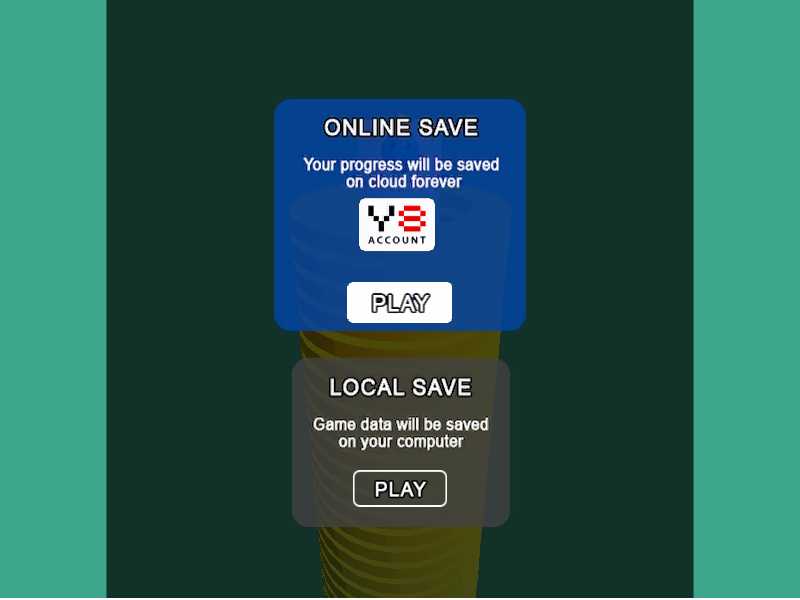 ONLINE SAVE
Your progress will be saved
on cloud forever
Y8
ACCOUNT
PLAY
LOCAL SAVE
Game data will be saved
on your computer
PLAY